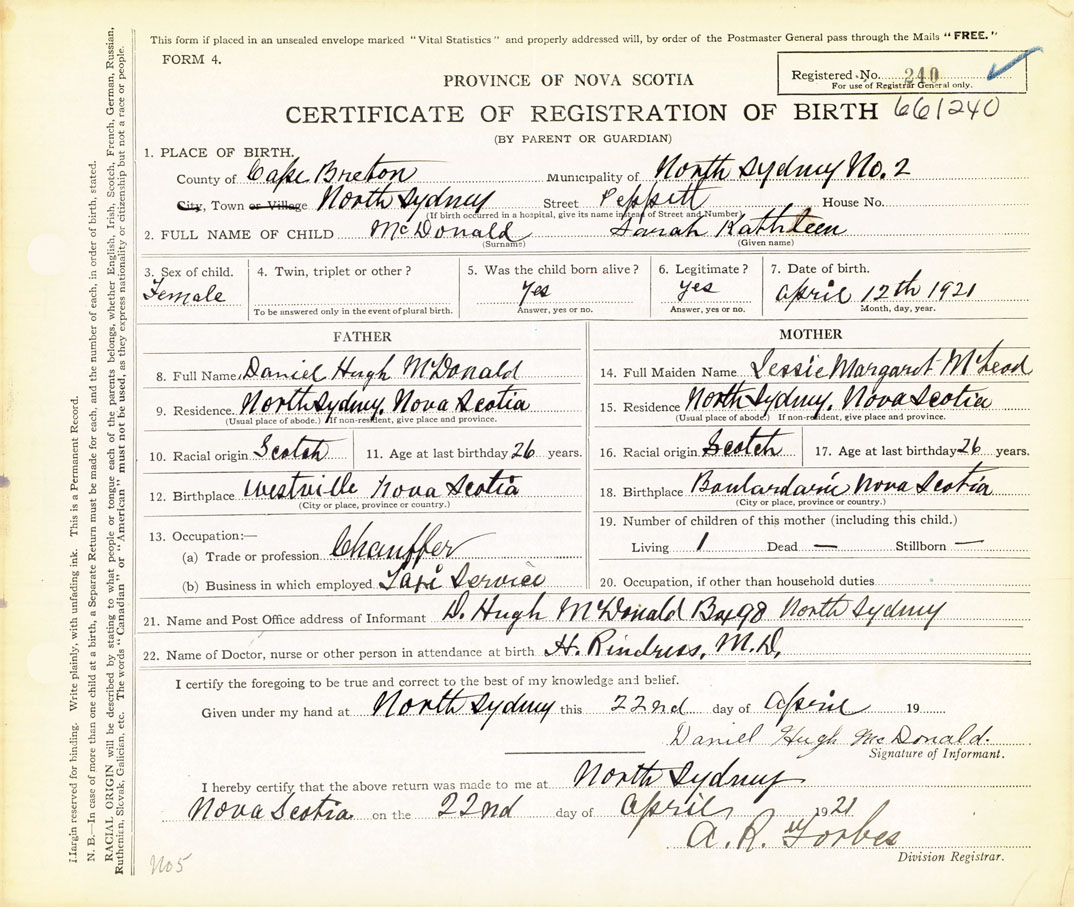 This form if placed in an unsealed envelope marked "Vital Statistics" and properly addressed will, by order of the Postmaster General pass through the Mails "FREE."
FORM 4.
Registered No. 240
For use of Registrar General only.
PROVINCE OF NOVA SCOTIA
CERTIFICATE OF REGISTRATION OF BIRTH 661240
(BY PARENT OR GUARDIAN)
1. PLACE OF BIRTH.
County of Cape Breton Municipality of North Sydney No. 2
City, Town or Village North Sydney Street Peppett House No.
(If birth occurred in a hospital, give its name instead of Street and Number)
2. FULL NAME OF CHILD McDonald Sarah Kathleen
(Surname) (Given name)
3. Sex of child. 4. Twin, triplet or other? 5. Was the child born alive? 6. Legitimate? 7. Date of birth.
Female Yes Yes April 12th 1921
To be answered only in the event of plural birth. Answer, yes or no. Answer, yes or no. Month, day, year.
FATHER
8. Full Name Daniel Hugh McDonald
9. Residence North Sydney, Nova Scotia
(Usual place of abode.) If non-resident, give place and province.
10. Racial origin Scotch 11. Age at last birthday 26 years.
12. Birthplace Westville Nova Scotia
(City or place, province or country.)
13. Occupation:—
(a) Trade or profession Chauffer
(b) Business in which employed Taxi Service
MOTHER
14. Full Maiden Name Jessie Margaret McLeod
15. Residence North Sydney, Nova Scotia
(Usual place of abode.) If non-resident, give place and province.
16. Racial origin Scotch 17. Age at last birthday 26 years.
18. Birthplace Boulardarie Nova Scotia
(City or place, province or country.)
19. Number of children of this mother (including this child.)
Living 1 Dead — Stillborn —
20. Occupation, if other than household duties
21. Name and Post Office address of Informant D. Hugh McDonald Box 98 North Sydney
22. Name of Doctor, nurse or other person in attendance at birth H. Rindress, M.D.
I certify the foregoing to be true and correct to the best of my knowledge and belief.
Given under my hand at North Sydney this 22nd day of April 19
Daniel Hugh McDonald.
Signature of Informant.
I hereby certify that the above return was made to me at North Sydney
Nova Scotia on the 22nd day of April 1921
A. R. Forbes
Division Registrar.
No 5
Margin reserved for binding. Write plainly, with unfading ink. This is a Permanent Record.
N. B.—In case of more than one child at a birth, a Separate Return must be made for each, and the number of each, in order of birth, stated.
RACIAL ORIGIN will be described by stating to what people or tongue each of the parents belongs, whether English, Irish, Scotch, French, German, Russian,
Ruthenian, Slovak, Galician, etc. The words "Canadian" or "American" must not be used, as they express nationality or citizenship but not a race or people.